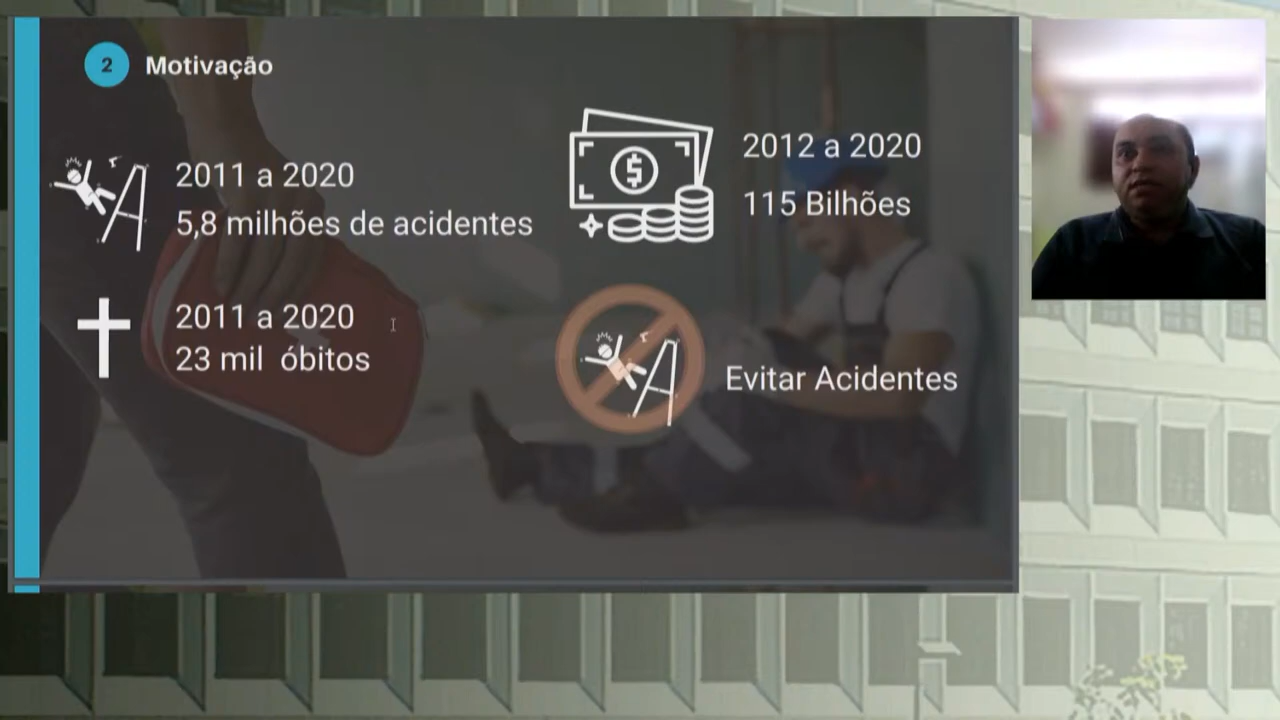 2 Motivação
2011 a 2020
5,8 milhões de acidentes
2011 a 2020
23 mil óbitos
$
2012 a 2020
115 Bilhões
Evitar Acidentes